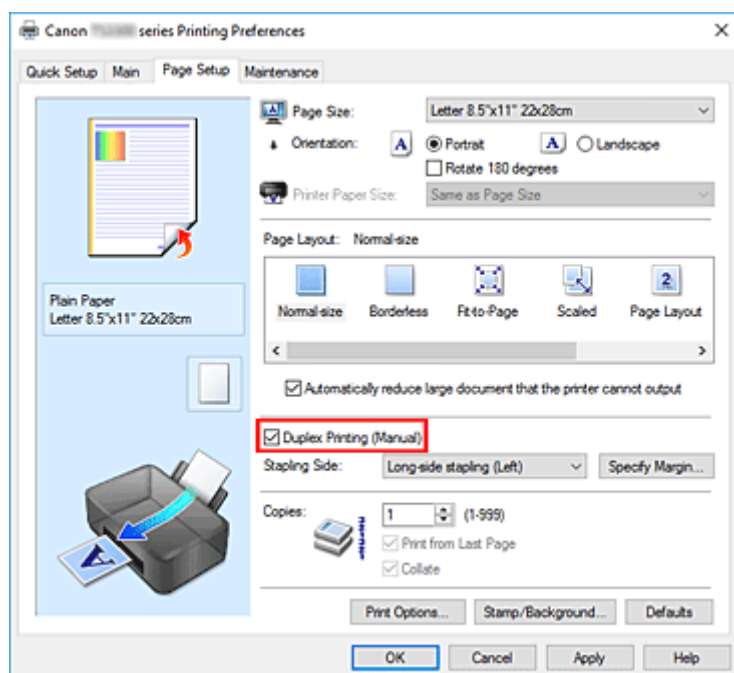 Canon series Printing Preferences
Quick Setup Main Page Setup Maintenance
Page Size: Letter 8.5"x11" 22x28cm
Orientation: A Portrait A Landscape
Rotate 180 degrees
Printer Paper Size: Same as Page Size
Page Layout: Normal-size
2
Normal-size Borderless Fit-to-Page Scaled Page Layout
Plain Paper
Letter 8.5"x11" 22x28cm
Automatically reduce large document that the printer cannot output
Duplex Printing (Manual)
Stapling Side: Long-side stapling (Left) Specify Margin...
Copies: 1 (1-999)
Print from Last Page
Collate
A
Print Options... Stamp/Background... Defaults
OK Cancel Apply Help